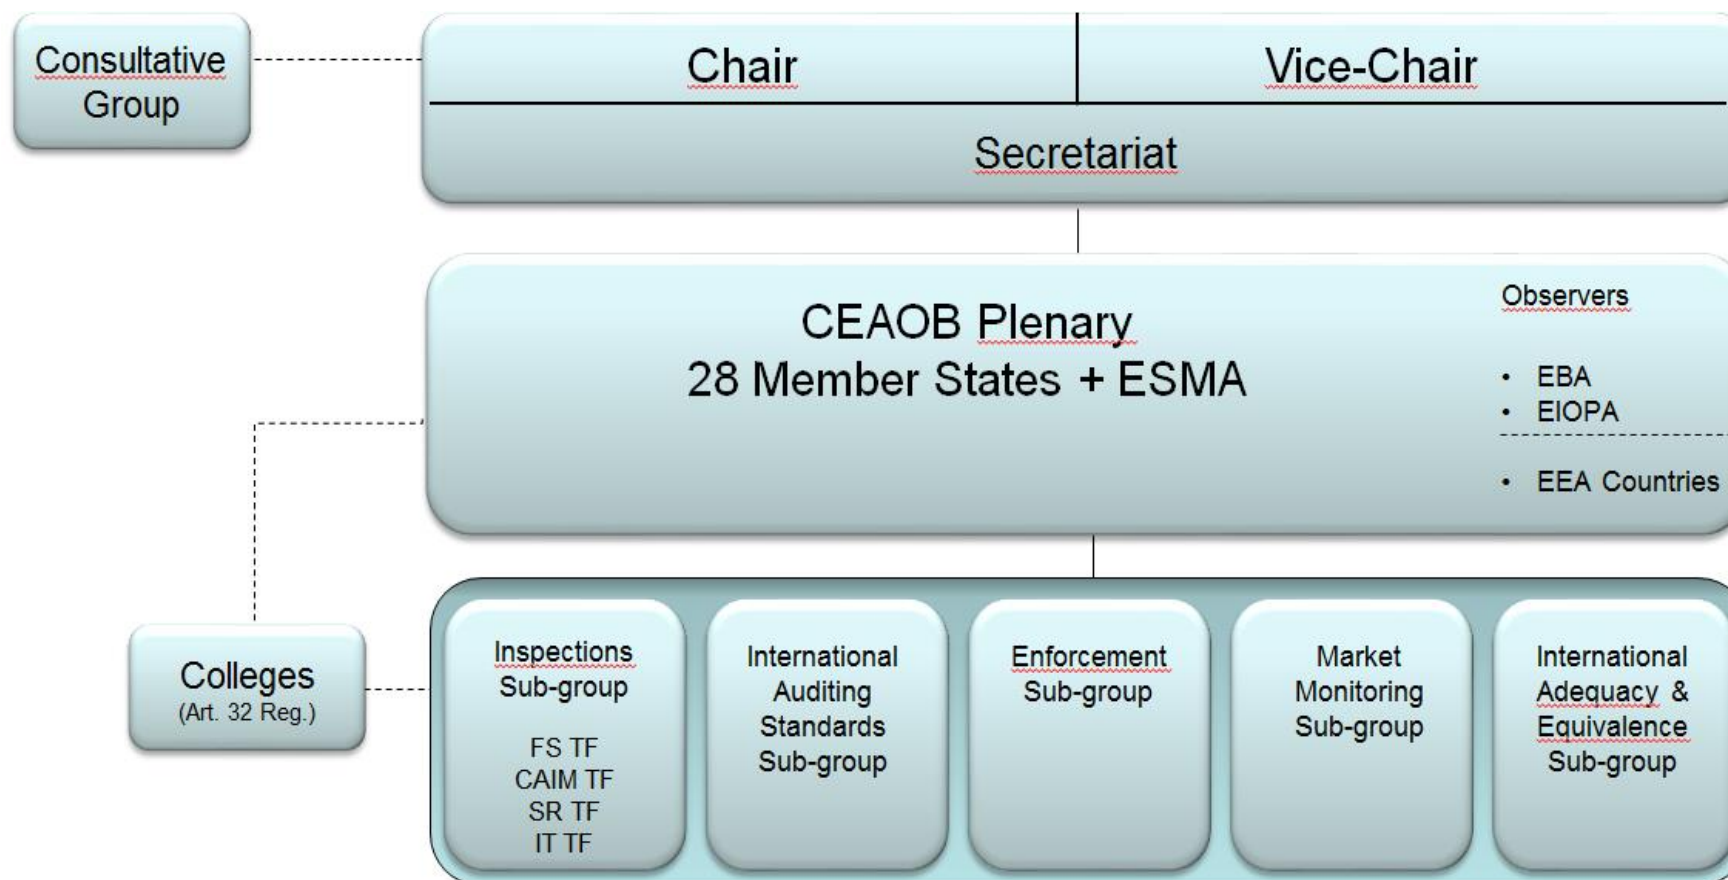 Consultative
Group
Chair
Vice-Chair
Secretariat
CEAOB Plenary
28 Member States + ESMA
Observers
• EBA
• EIOPA
• EEA Countries
Colleges
(Art. 32 Reg.)
Inspections
Sub-group
FS TF
CAIM TF
SR TF
IT TF
International
Auditing
Standards
Sub-group
Enforcement
Sub-group
Market
Monitoring
Sub-group
International
Adequacy &
Equivalence
Sub-group